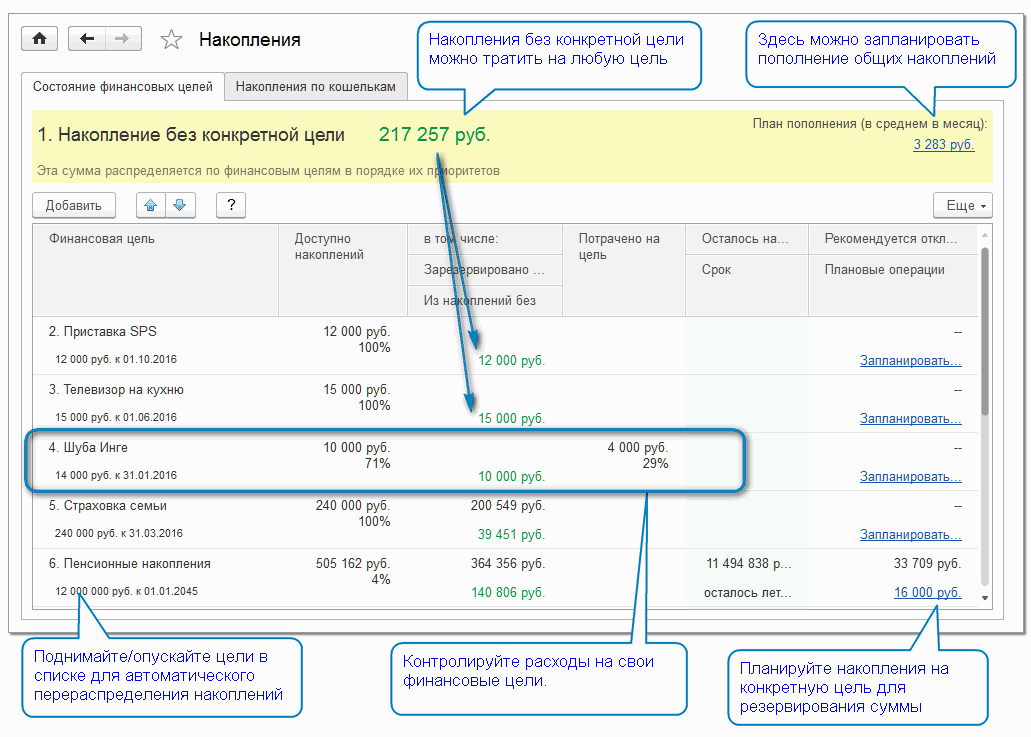 Накопления
Накопления без конкретной цели
можно тратить на любую цель
Здесь можно запланировать
пополнение общих накоплений
Состояние финансовых целей
Накопления по кошелькам
1. Накопление без конкретной цели
217 257 руб.
План пополнения (в среднем в месяц):
3 283 руб.
Эта сумма распределяется по финансовым целям в порядке их приоритетов
Добавить
?
Еще
Финансовая цель
Доступно
накоплений
в том числе:
Зарезервировано ...
Из накоплений без
Потрачено на
цель
Осталось на...
Срок
Рекомендуется откл...
Плановые операции
2. Приставка SPS
12 000 руб. к 01.10.2016
12 000 руб.
100%
12 000 руб.
--
Запланировать...
3. Телевизор на кухню
15 000 руб. к 01.06.2016
15 000 руб.
100%
15 000 руб.
--
Запланировать...
4. Шуба Инге
14 000 руб. к 31.01.2016
10 000 руб.
71%
10 000 руб.
4 000 руб.
29%
--
Запланировать...
5. Страховка семьи
240 000 руб. к 31.03.2016
240 000 руб.
100%
200 549 руб.
39 451 руб.
--
Запланировать...
6. Пенсионные накопления
12 000 000 руб. к 01.01.2045
505 162 руб.
4%
364 356 руб.
140 806 руб.
11 494 838 р...
осталось лет...
33 709 руб.
16 000 руб.
Поднимайте/опускайте цели в
списке для автоматического
перераспределения накоплений
Контролируйте расходы на свои
финансовые цели.
Планируйте накопления на
конкретную цель для
резервирования суммы